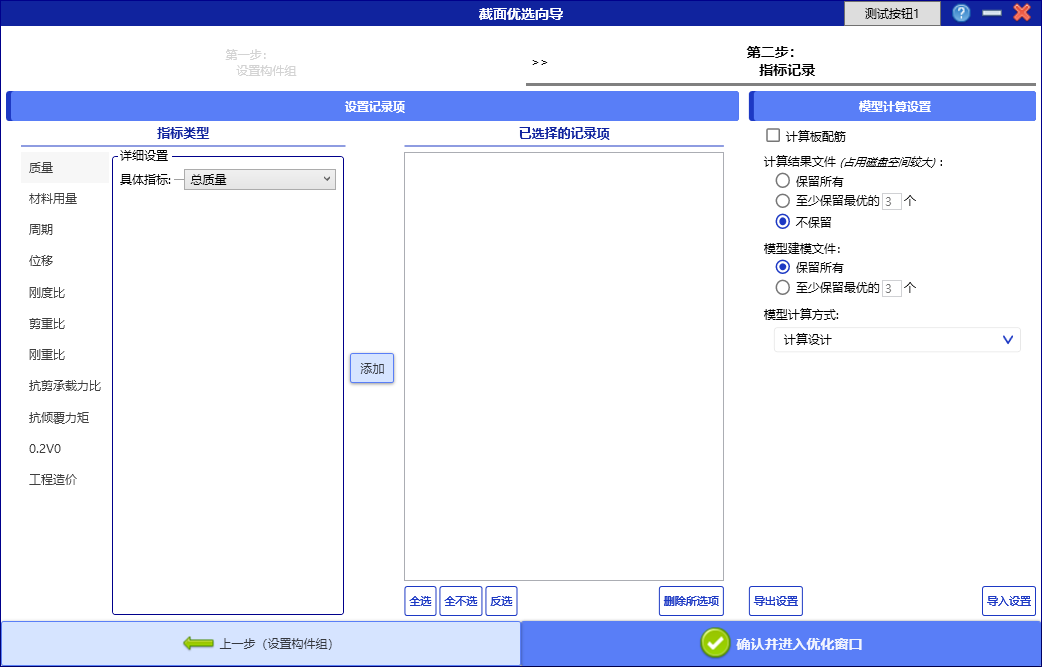 截面优选向导
测试按钮1
?
第一步:
设置构件组
>>
第二步:
指标记录
设置记录项
模型计算设置
指标类型
已选择的记录项
质量
材料用量
周期
位移
刚度比
剪重比
刚重比
抗剪承载力比
抗倾覆力矩
0.2V0
工程造价
详细设置
具体指标:
总质量
添加
全选
全不选
反选
删除所选项
计算板配筋
计算结果文件 (占用磁盘空间较大) :
保留所有
至少保留最优的 3 个
不保留
模型建模文件:
保留所有
至少保留最优的 3 个
模型计算方式:
计算设计
导出设置
导入设置
上一步（设置构件组）
确认并进入优化窗口